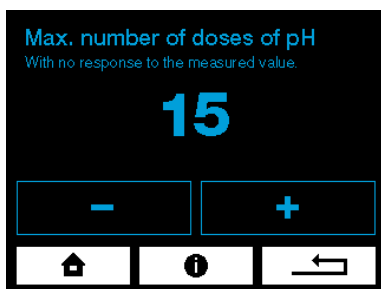 Max. number of doses of pH
With no response to the measured value.
15
− +